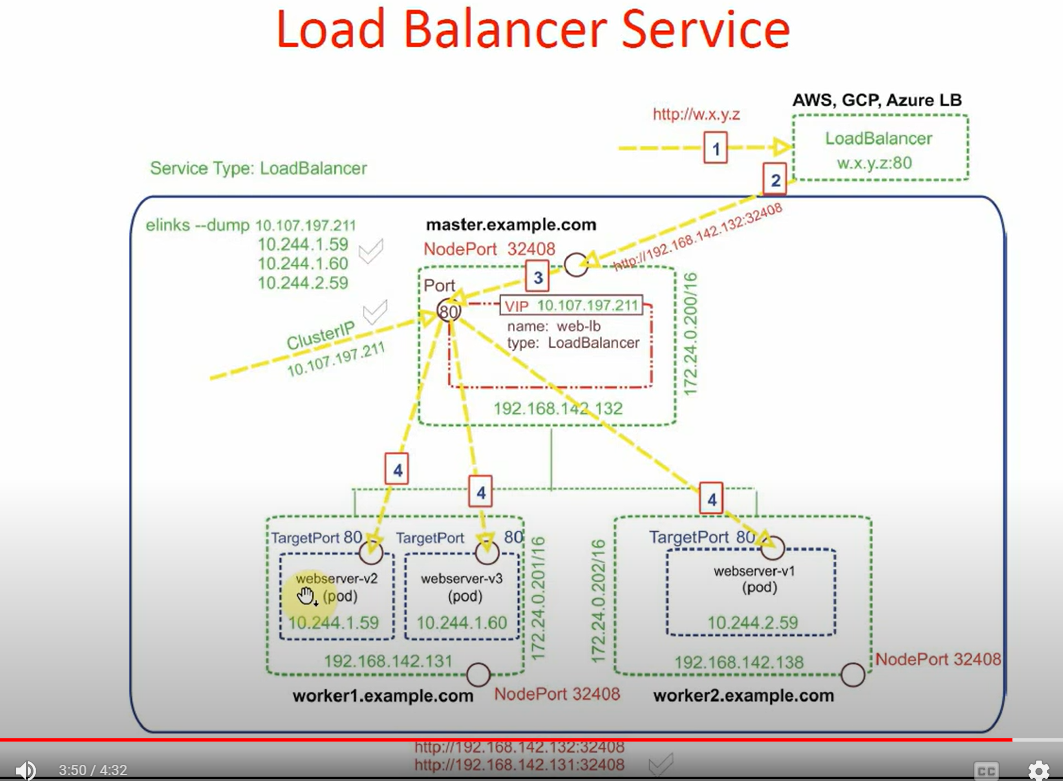 Load Balancer Service
AWS, GCP, Azure LB
http://w.x.y.z
1
LoadBalancer
w.x.y.z:80
Service Type: LoadBalancer
2
elinks --dump 10.107.197.211
10.244.1.59
10.244.1.60
10.244.2.59
master.example.com
NodePort 32408
http://192.168.142.132:32408
3
Port
80
VIP 10.107.197.211
name: web-lb
type: LoadBalancer
172.24.0.200/16
ClusterIP
10.107.197.211
192.168.142.132
4
4
4
TargetPort 80
TargetPort 80
TargetPort 80
webserver-v2
(pod)
10.244.1.59
webserver-v3
(pod)
10.244.1.60
172.24.0.201/16
172.24.0.202/16
webserver-v1
(pod)
10.244.2.59
192.168.142.131
192.168.142.138
NodePort 32408
worker1.example.com
NodePort 32408
worker2.example.com
http://192.168.142.132:32408
http://192.168.142.131:32408
3:50 / 4:32
CC